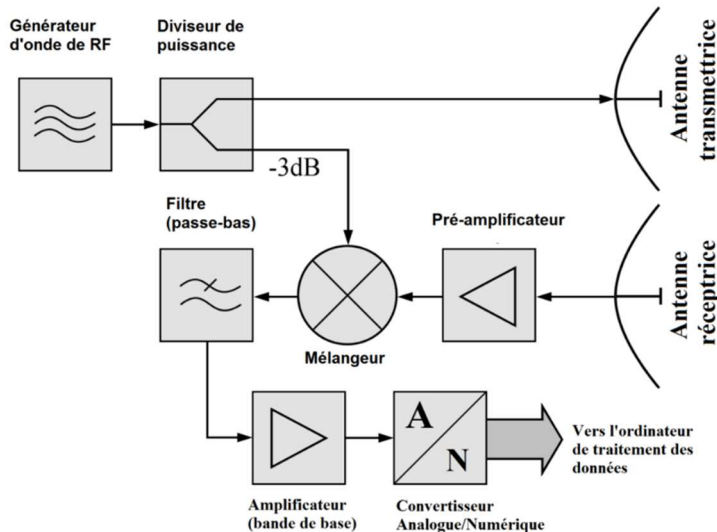 Générateur
d'onde de RF
Diviseur de
puissance
-3dB
Antenne
transmettrice
Filtre
(passe-bas)
Pré-amplificateur
Mélangeur
Antenne
réceptrice
A
N
Vers l'ordinateur
de traitement des
données
Amplificateur
(bande de base)
Convertisseur
Analogue/Numérique